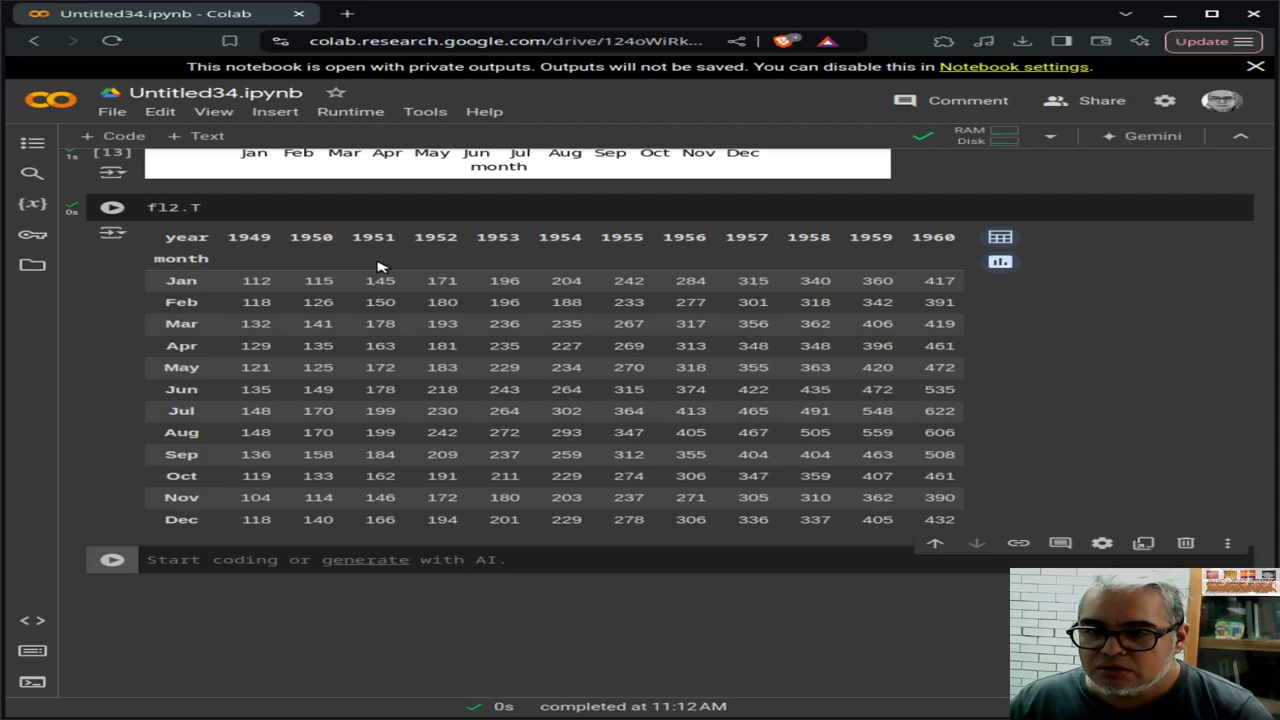 Untitled34.ipynb - Colab
colab.research.google.com/drive/124oWiRk...
Update
This notebook is open with private outputs. Outputs will not be saved. You can disable this in Notebook settings.
Untitled34.ipynb
File Edit View Insert Runtime Tools Help
Comment
Share
+ Code + Text
RAM
Disk
Gemini
1s
[13]
Jan Feb Mar Apr May Jun Jul Aug Sep Oct Nov Dec
month
0s
fl2.T
year 1949 1950 1951 1952 1953 1954 1955 1956 1957 1958 1959 1960
month
Jan 112 115 145 171 196 204 242 284 315 340 360 417
Feb 118 126 150 180 196 188 233 277 301 318 342 391
Mar 132 141 178 193 236 235 267 317 356 362 406 419
Apr 129 135 163 181 235 227 269 313 348 348 396 461
May 121 125 172 183 229 234 270 318 355 363 420 472
Jun 135 149 178 218 243 264 315 374 422 435 472 535
Jul 148 170 199 230 264 302 364 413 465 491 548 622
Aug 148 170 199 242 272 293 347 405 467 505 559 606
Sep 136 158 184 209 237 259 312 355 404 404 463 508
Oct 119 133 162 191 211 229 274 306 347 359 407 461
Nov 104 114 146 172 180 203 237 271 305 310 362 390
Dec 118 140 166 194 201 229 278 306 336 337 405 432
Start coding or generate with AI.
0s completed at 11:12 AM